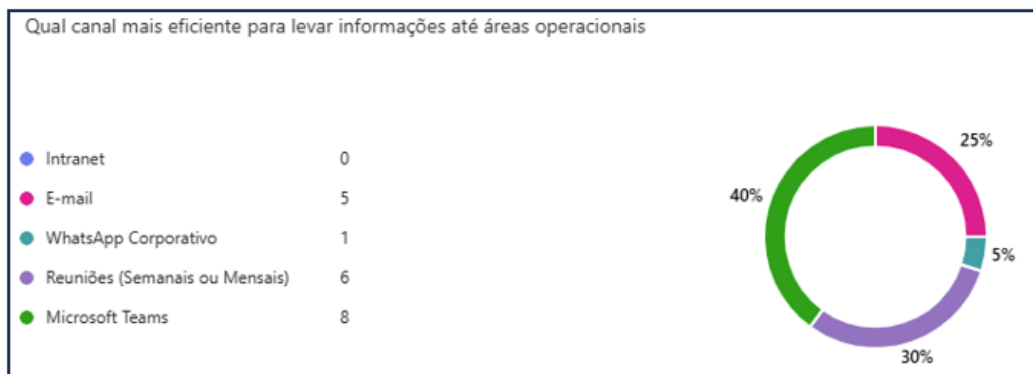 Qual canal mais eficiente para levar informações até áreas operacionais
Intranet 0
E-mail 5
WhatsApp Corporativo 1
Reuniões (Semanais ou Mensais) 6
Microsoft Teams 8
25%
40%
5%
30%